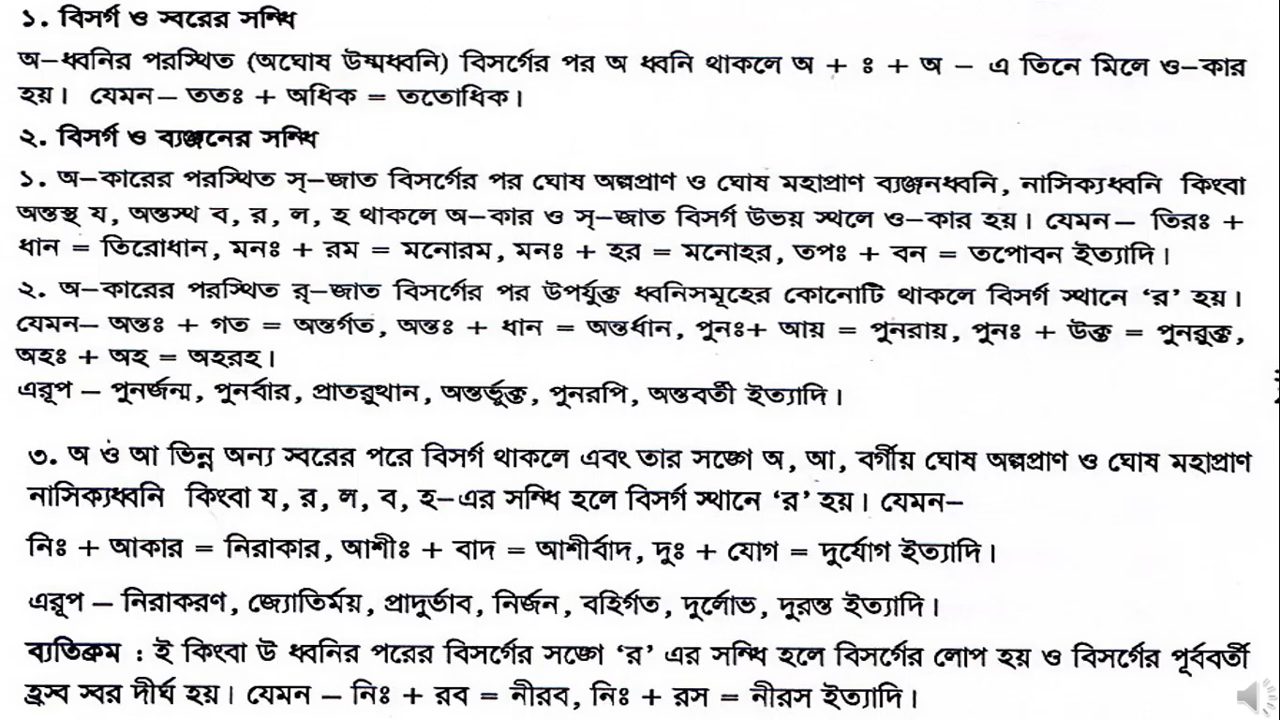 ১. বিসর্গ ও স্বরের সন্ধি
অ-ধ্বনির পরস্থিত (অঘোষ উষ্মধ্বনি) বিসর্গের পর অ ধ্বনি থাকলে অ + ঃ + অ – এ তিনে মিলে ও-কার
হয়। যেমন– ততঃ + অধিক = ততোধিক।
২. বিসর্গ ও ব্যঞ্জনের সন্ধি
১. অ-কারের পরস্থিত স্-জাত বিসর্গের পর ঘোষ অল্পপ্রাণ ও ঘোষ মহাপ্রাণ ব্যঞ্জনধ্বনি, নাসিক্যধ্বনি কিংবা
অন্তস্থ য, অন্তস্থ ব, র, ল, হ থাকলে অ-কার ও স্-জাত বিসর্গ উভয় স্থলে ও-কার হয়। যেমন– তিরঃ +
ধান = তিরোধান, মনঃ + রম = মনোরম, মনঃ + হর = মনোহর, তপঃ + বন = তপোবন ইত্যাদি।
২. অ-কারের পরস্থিত র্-জাত বিসর্গের পর উপর্যুক্ত ধ্বনিসমূহের কোনোটি থাকলে বিসর্গ স্থানে ‘র’ হয়।
যেমন– অন্তঃ + গত = অন্তর্গত, অন্তঃ + ধান = অন্তর্ধান, পুনঃ+ আয় = পুনরায়, পুনঃ + উক্ত = পুনরুক্ত,
অহঃ + অহ = অহরহ।
এরূপ – পুনর্জন্ম, পুনর্বার, প্রাতরুত্থান, অন্তর্ভুক্ত, পুনরপি, অন্তবর্তী ইত্যাদি।
৩. অ ও আ ভিন্ন অন্য স্বরের পরে বিসর্গ থাকলে এবং তার সঙ্গে অ, আ, বর্গীয় ঘোষ অল্পপ্রাণ ও ঘোষ মহাপ্রাণ
নাসিক্যধ্বনি কিংবা য, র, ল, ব, হ-এর সন্ধি হলে বিসর্গ স্থানে ‘র’ হয়। যেমন–
নিঃ + আকার = নিরাকার, আশীঃ + বাদ = আশীর্বাদ, দুঃ + যোগ = দুর্যোগ ইত্যাদি।
এরূপ – নিরাকরণ, জ্যোতির্ময়, প্রাদুর্ভাব, নির্জন, বহির্গত, দুর্লোভ, দুরন্ত ইত্যাদি।
ব্যতিক্রম : ই কিংবা উ ধ্বনির পরের বিসর্গের সঙ্গে ‘র’ এর সন্ধি হলে বিসর্গের লোপ হয় ও বিসর্গের পূর্ববর্তী
হ্রস্ব স্বর দীর্ঘ হয়। যেমন – নিঃ + রব = নীরব, নিঃ + রস = নীরস ইত্যাদি।